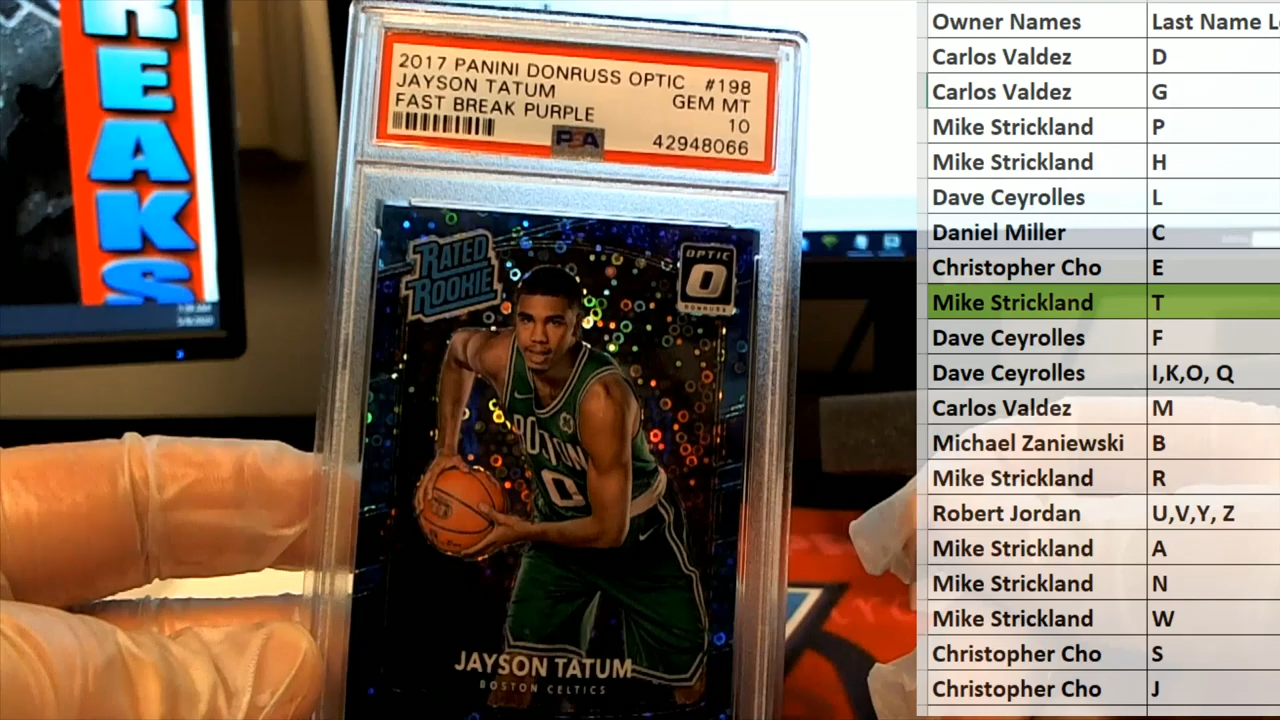 REAKS
2017 PANINI DONRUSS OPTIC #198
JAYSON TATUM GEM MT
FAST BREAK PURPLE 10
PSA 42948066
RATED ROOKIE
OPTIC
DONRUSS
BOSTON
0
JAYSON TATUM
BOSTON CELTICS
Owner Names Last Name
Carlos Valdez D
Carlos Valdez G
Mike Strickland P
Mike Strickland H
Dave Ceyrolles L
Daniel Miller C
Christopher Cho E
Mike Strickland T
Dave Ceyrolles F
Dave Ceyrolles I,K,O, Q
Carlos Valdez M
Michael Zaniewski B
Mike Strickland R
Robert Jordan U,V,Y, Z
Mike Strickland A
Mike Strickland N
Mike Strickland W
Christopher Cho S
Christopher Cho J